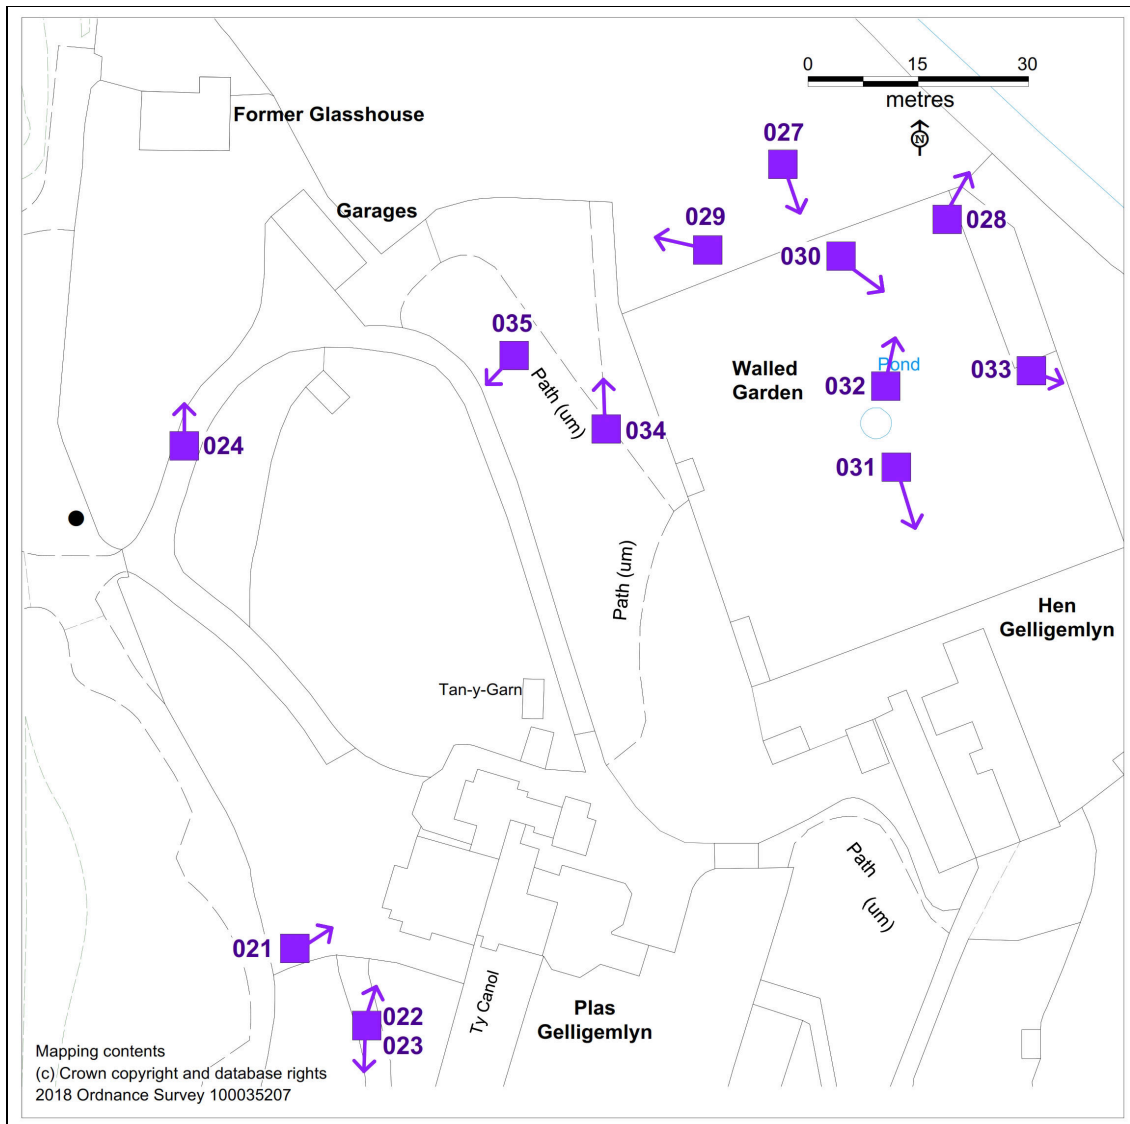 0 15 30
metres
N
Former Glasshouse
027
Garages
029
028
030
035
Pond
Walled
Garden
032
033
Path (um)
034
024
031
Path (um)
Hen
Gelligemlyn
Tan-y-Garn
Path (um)
021
Ty Canol
Plas
Gelligemlyn
022
023
Mapping contents
(c) Crown copyright and database rights
2018 Ordnance Survey 100035207